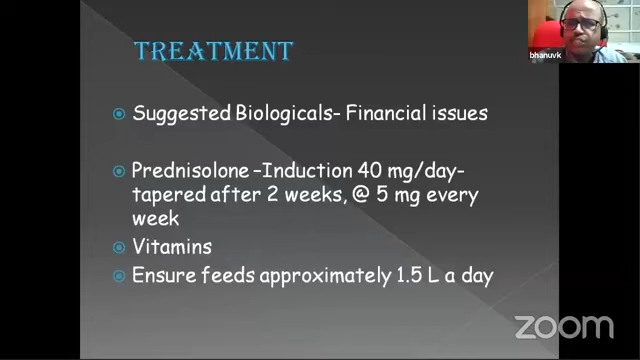 bhanuvk
TREATMENT
Suggested Biologicals- Financial issues
Prednisolone –Induction 40 mg/day-
tapered after 2 weeks, @ 5 mg every
week
Vitamins
Ensure feeds approximately 1.5 L a day
zoom